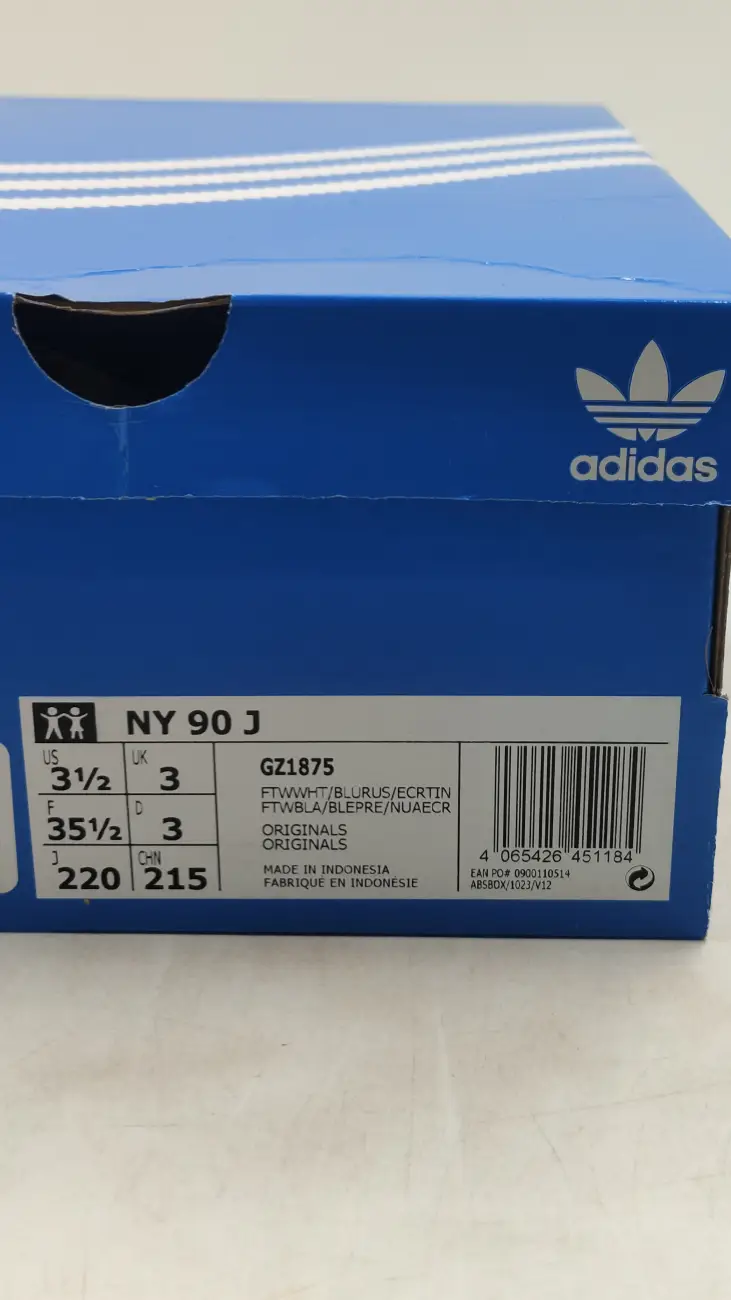 adidas
NY 90 J
US 3½ UK 3
F 35½ D 3
J 220 CHN 215
GZ1875
FTWWHT/BLURUS/ECRTIN
FTWBLA/BLEPRE/NUAECR
ORIGINALS
ORIGINALS
MADE IN INDONESIA
FABRIQUÉ EN INDONÉSIE
4 065426 451184
EAN PO# 0900110514
ABSBOX/1023/V12